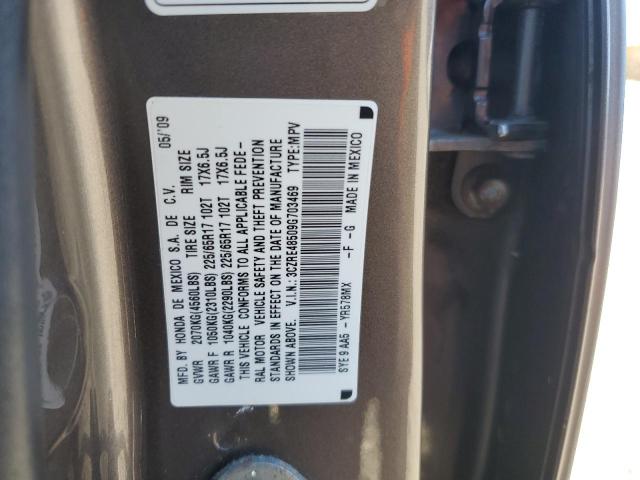 MFD. BY HONDA DE MEXICO S.A. DE C.V. 05/'09
GVWR 2070KG(4560LBS) TIRE SIZE RIM SIZE
GAWR F 1050KG(2310LBS) 225/65R17 102T 17X6.5J
GAWR R 1040KG(2290LBS) 225/65R17 102T 17X6.5J
THIS VEHICLE CONFORMS TO ALL APPLICABLE FEDE-
RAL MOTOR VEHICLE SAFETY AND THEFT PREVENTION
STANDARDS IN EFFECT ON THE DATE OF MANUFACTURE
SHOWN ABOVE. V.I.N.:3CZRE48509G703469 TYPE:MPV
SYE 9 AA5 -YR578MX -F -G MADE IN MEXICO